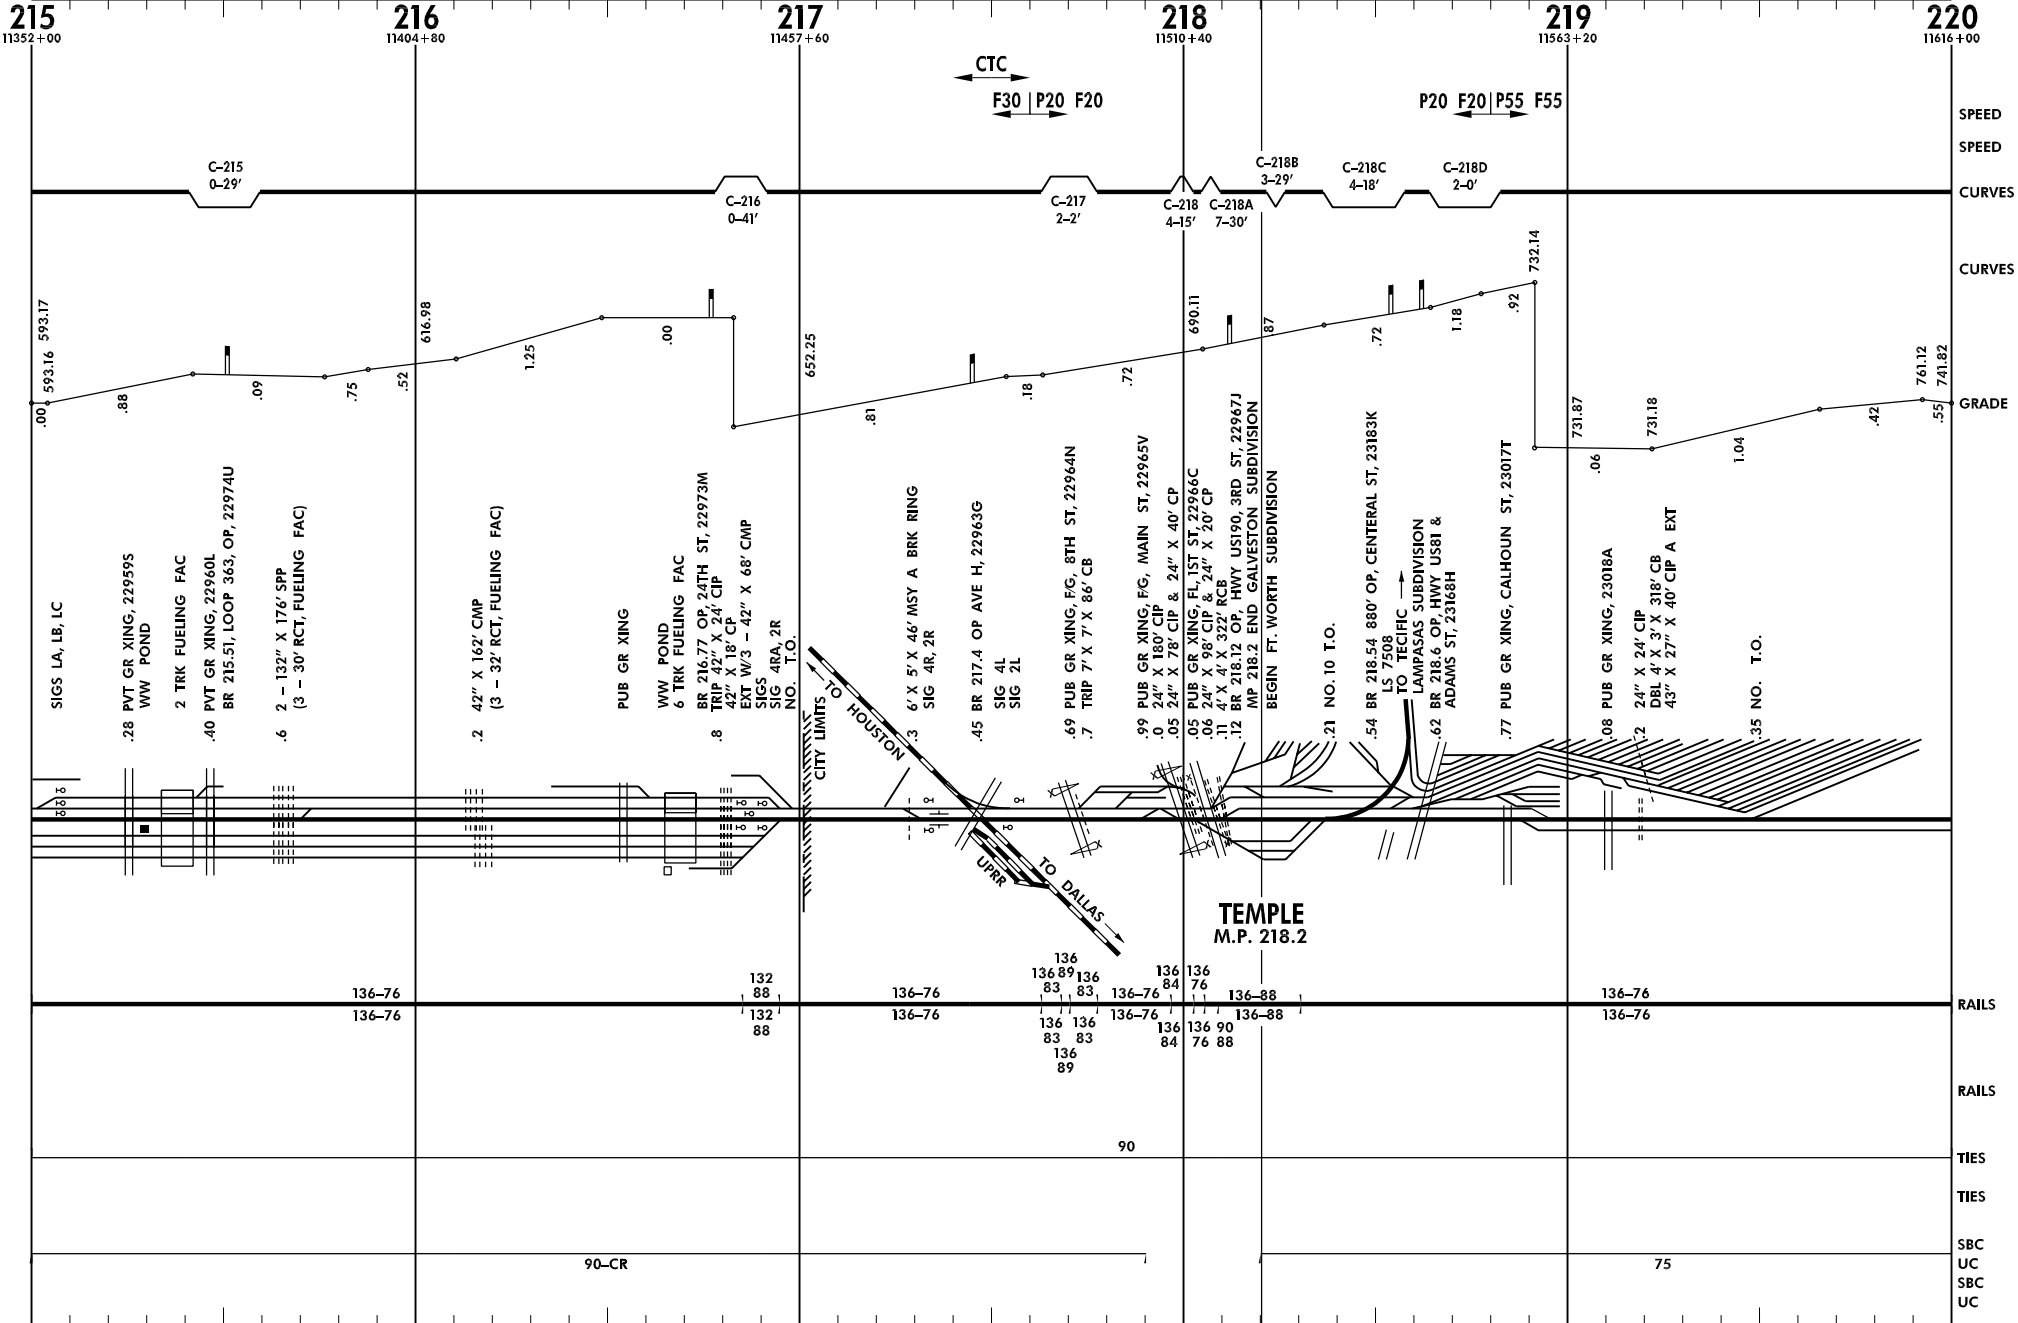 215 216 217 218 219 220
11352+00 11404+80 11457+60 11510+40 11563+20 11616+00
CTC
F30 P20 F20
P20 F20 P55 F55
SPEED
SPEED
C-215
0-29'
C-216
0-41'
C-217
2-2'
C-218
4-15'
C-218A
7-30'
C-218B
3-29'
C-218C
4-18'
C-218D
2-0'
CURVES
CURVES
593.17
593.16
616.98
652.25
690.11
732.14
731.87
731.18
761.12
741.82
.00
.88
.09
.75
.52
1.25
.00
.81
.18
.72
.87
.72
1.18
.92
.06
1.04
.42
.55
GRADE
SIGS LA, LB, LC
.28 PVT GR XING, 22959S
WW POND
2 TRK FUELING FAC
.40 PVT GR XING, 22960L
BR 215.51, LOOP 363, OP, 22974U
.6 2 – 132" X 176' SPP
(3 – 30' RCT, FUELING FAC)
.2 42" X 162' CMP
(3 – 32' RCT, FUELING FAC)
PUB GR XING
WW POND
6 TRK FUELING FAC
BR 216.77 OP, 24TH ST, 22973M
.8 TRIP 42" X 24' CIP
42" X 18' CP
EXT W/3 – 42" X 68' CMP
SIGS
SIG 4RA, 2R
NO. T.O.
CITY LIMITS
TO HOUSTON
.3 6' X 5' X 46' MSY A BRK RING
SIG 4R, 2R
.45 BR 217.4 OP AVE H, 22963G
SIG 4L
SIG 2L
.69 PUB GR XING, F/G, 8TH ST, 22964N
.7 TRIP 7' X 7' X 86' CB
.99 PUB GR XING, F/G, MAIN ST, 22965V
.0 24" X 180' CIP
.05 24" X 78' CIP & 24" X 40' CP
.05 PUB GR XING, FL, 1ST ST, 22966C
.06 24" X 98' CIP & 24" X 20' CP
.11 4' X 4' X 322' RCB
.12 BR 218.12 OP, HWY US190, 3RD ST, 22967J
MP 218.2 END GALVESTON SUBDIVISION
BEGIN FT. WORTH SUBDIVISION
.21 NO. 10 T.O.
.54 BR 218.54 880' OP, CENTERAL ST, 23183K
LS 7508
TO TECIFIC
LAMPASAS SUBDIVISION
.62 BR 218.6 OP, HWY US81 &
ADAMS ST, 23168H
.77 PUB GR XING, CALHOUN ST, 23017T
.08 PUB GR XING, 23018A
.2 24" X 24' CIP
DBL 4' X 3' X 318' CB
43" X 27" X 40' CIP A EXT
.35 NO. T.O.
UPRR
TO DALLAS
TEMPLE
M.P. 218.2
136-76
132
88
136-76
136
83
136
89
136
83
136-76
136
84
136
76
136-88
136-76
RAILS
136-76
132
88
136-76
136
83
136
89
136
83
136-76
136
84
136
76
90
88
136-88
136-76
RAILS
90
TIES
TIES
90-CR
75
SBC
UC
SBC
UC